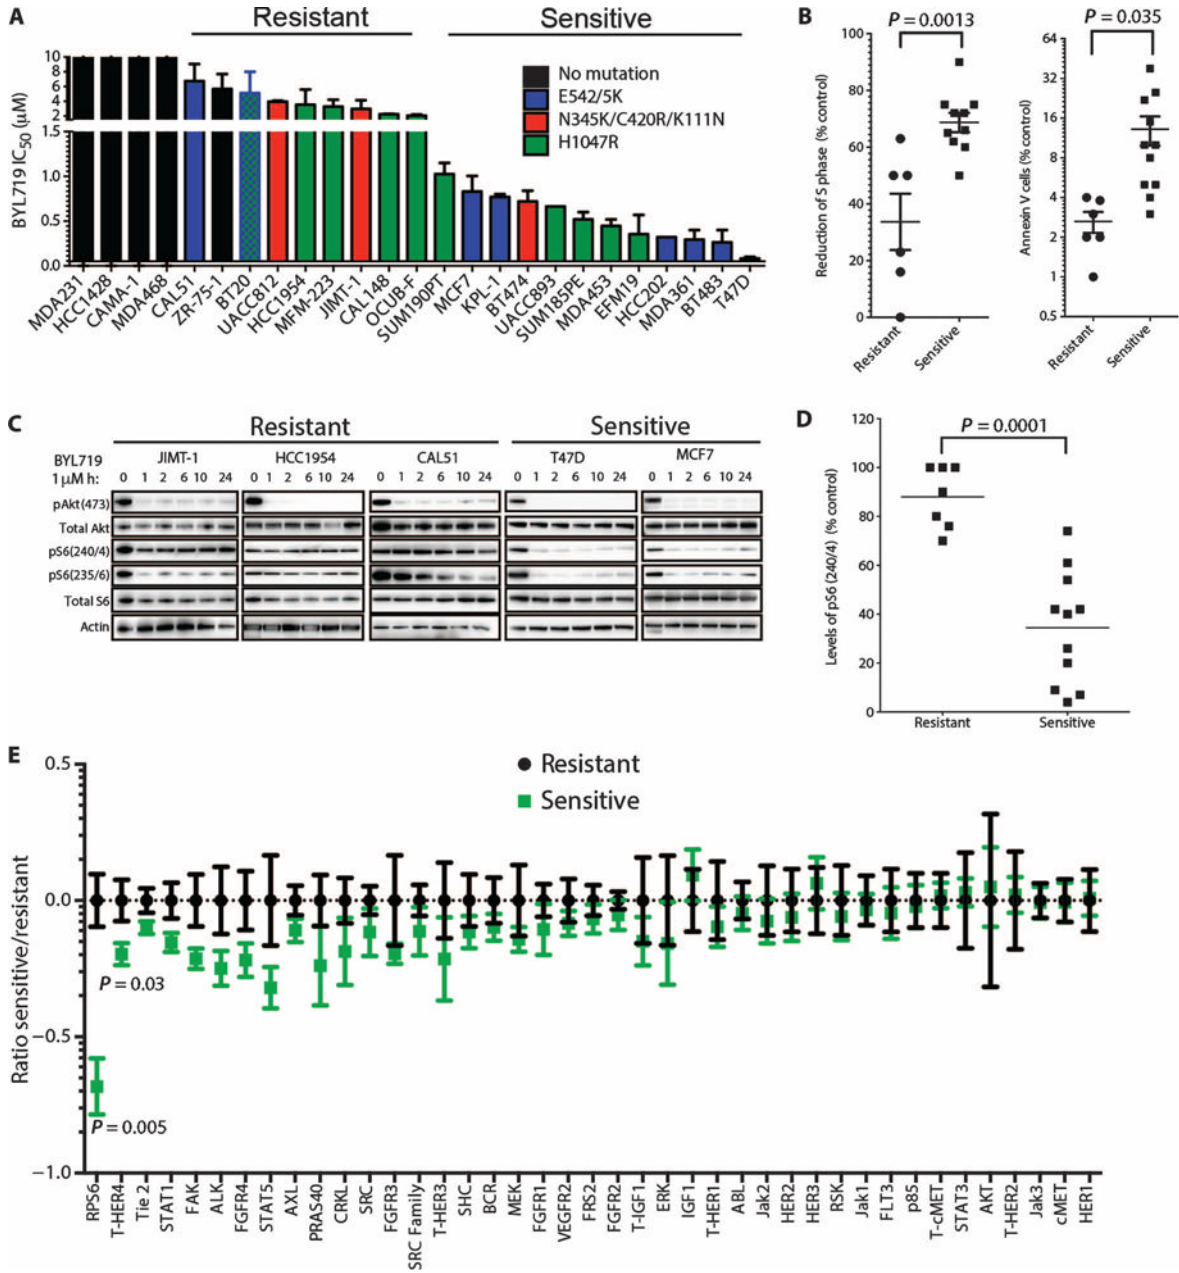 A
Resistant
Sensitive
BYL719 IC50 (μM)
10
8
6
4
2
1.5
1.0
0.5
0.0
No mutation
E542/5K
N345K/C420R/K111N
H1047R
MDA231
HCC1428
CAMA-1
MDA468
CAL51
ZR-75-1
BT20
UACC812
HCC1954
MFM-223
JIMT-1
CAL148
OCUB-F
SUM190PT
MCF7
KPL-1
BT474
UACC893
SUM185PE
MDA453
EFM19
HCC202
MDA361
BT483
T47D
B
P = 0.0013
Reduction of S phase (% control)
100
80
60
40
20
0
Resistant
Sensitive
P = 0.035
Annexin V cells (% control)
64
32
16
8
4
2
1
0.5
Resistant
Sensitive
C
Resistant
Sensitive
BYL719
JIMT-1
HCC1954
CAL51
T47D
MCF7
1 μM h:
0 1 2 6 10 24
0 1 2 6 10 24
0 1 2 6 10 24
0 1 2 6 10 24
0 1 2 6 10 24
pAkt(473)
Total Akt
pS6(240/4)
pS6(235/6)
Total S6
Actin
D
P = 0.0001
Levels of pS6 (240/4) (% control)
120
100
80
60
40
20
0
Resistant
Sensitive
E
Ratio sensitive/resistant
0.5
0.0
−0.5
−1.0
Resistant
Sensitive
P = 0.03
P = 0.005
RPS6
T-HER4
Tie 2
STAT1
FAK
ALK
FGFR4
STAT5
AXL
PRAS40
CRKL
SRC
FGFR3
SRC Family
T-HER3
SHC
BCR
MEK
FGFR1
VEGFR2
FRS2
FGFR2
T-IGF1
ERK
IGF1
T-HER1
ABL
Jak2
HER2
HER3
RSK
Jak1
FLT3
p85
T-cMET
STAT3
AKT
T-HER2
Jak3
cMET
HER1